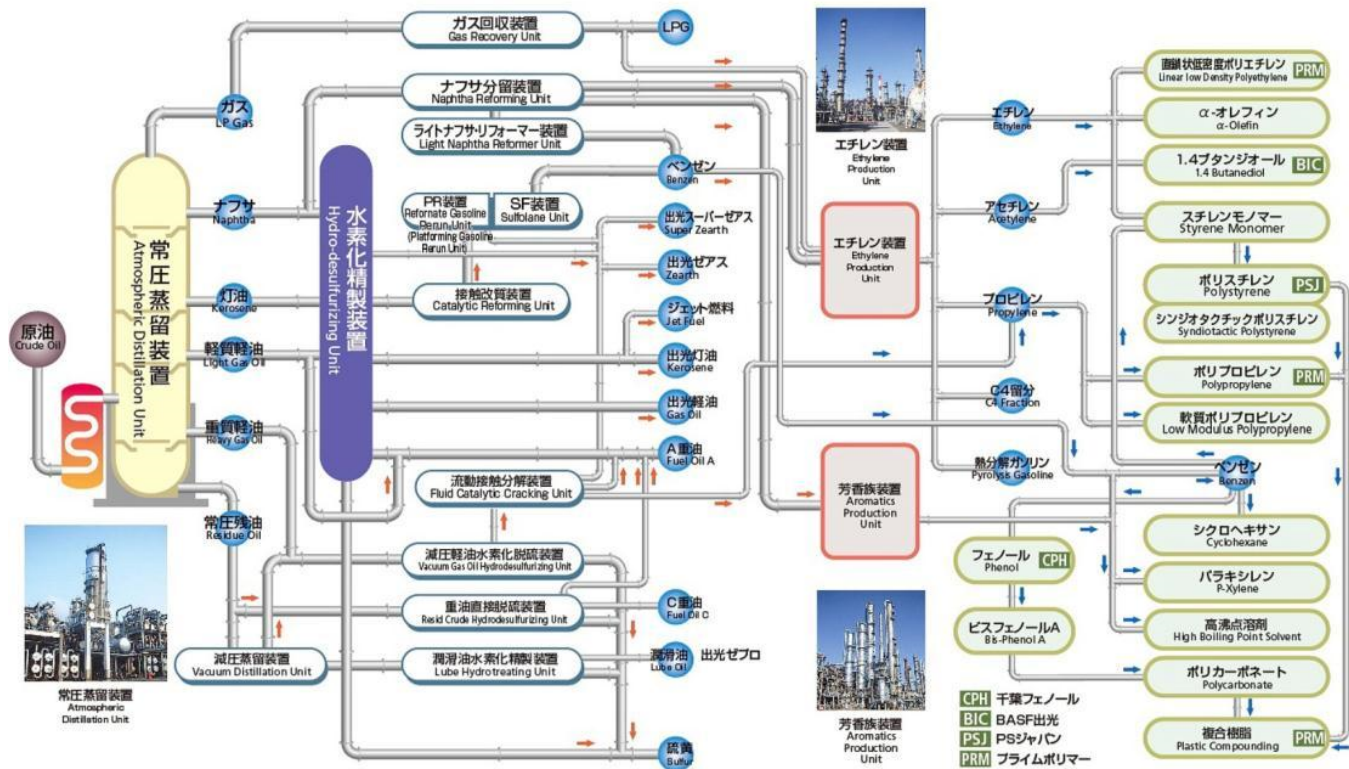 ガス回収装置
Gas Recovery Unit
LPG
ナフサ分留装置
Naphtha Reforming Unit
ガス
LP Gas
ライトナフサ・リフォーマー装置
Light Naphtha Reformer Unit
ベンゼン
Benzen
PR装置
Refornate Gasoline
Rerun Unit
(Platforming Gasoline
Rerun Unit)
SF装置
Sulfolane Unit
ナフサ
Naphtha
出光スーパーゼアス
Super Zearth
出光ゼアス
Zearth
常圧蒸留装置
Atmospheric Distillation Unit
水素化精製装置
Hydro-desulfurizing Unit
灯油
Kerosene
接触改質装置
Catalytic Reforming Unit
ジェット燃料
Jet Fuel
原油
Crude Oil
軽質軽油
Light Gas Oil
出光灯油
Kerosene
出光軽油
Gas Oil
重質軽油
Heavy Gas Oil
A重油
Fuel Oil A
流動接触分解装置
Fluid Catalytic Cracking Unit
常圧残油
Residue Oil
減圧軽油水素化脱硫装置
Vacuum Gas Oil Hydrodesulfurizing Unit
重油直接脱硫装置
Resid Crude Hydrodesulfurizing Unit
C重油
Fuel Oil C
減圧蒸留装置
Vacuum Distillation Unit
潤滑油水素化精製装置
Lube Hydrotreating Unit
潤滑油 出光ゼプロ
Lube Oil
硫黄
Sulfur
常圧蒸留装置
Atmospheric
Distillation Unit
エチレン装置
Ethylene
Production
Unit
エチレン装置
Ethylene
Production
Unit
芳香族装置
Aromatics
Production
Unit
芳香族装置
Aromatics
Production
Unit
エチレン
Ethylene
アセチレン
Acetylene
プロピレン
Propylene
C4留分
C4 Fraction
熱分解ガソリン
Pyrolysis Gasoline
直鎖状低密度ポリエチレン
Linear low Density Polyethylene
PRM
α-オレフィン
α-Olefin
1.4ブタンジオール
1.4 Butanediol
BIC
スチレンモノマー
Styrene Monomer
ポリスチレン
Polystyrene
PSJ
シンジオタクチックポリスチレン
Syndiotactic Polystyrene
ポリプロピレン
Polypropylene
PRM
軟質ポリプロピレン
Low Modulus Polypropylene
ベンゼン
Benzen
シクロヘキサン
Cyclohexane
フェノール
Phenol
CPH
パラキシレン
P-Xylene
ビスフェノールA
Bis-Phenol A
高沸点溶剤
High Boiling Point Solvent
ポリカーボネート
Polycarbonate
複合樹脂
Plastic Compounding
PRM
CPH 千葉フェノール
BIC BASF出光
PSJ PSジャパン
PRM プライムポリマー